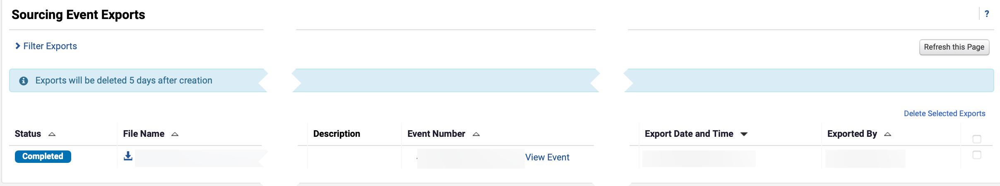 Sourcing Event Exports ?
Filter Exports Refresh this Page
Exports will be deleted 5 days after creation
Delete Selected Exports
Status File Name Description Event Number Export Date and Time Exported By
Completed View Event